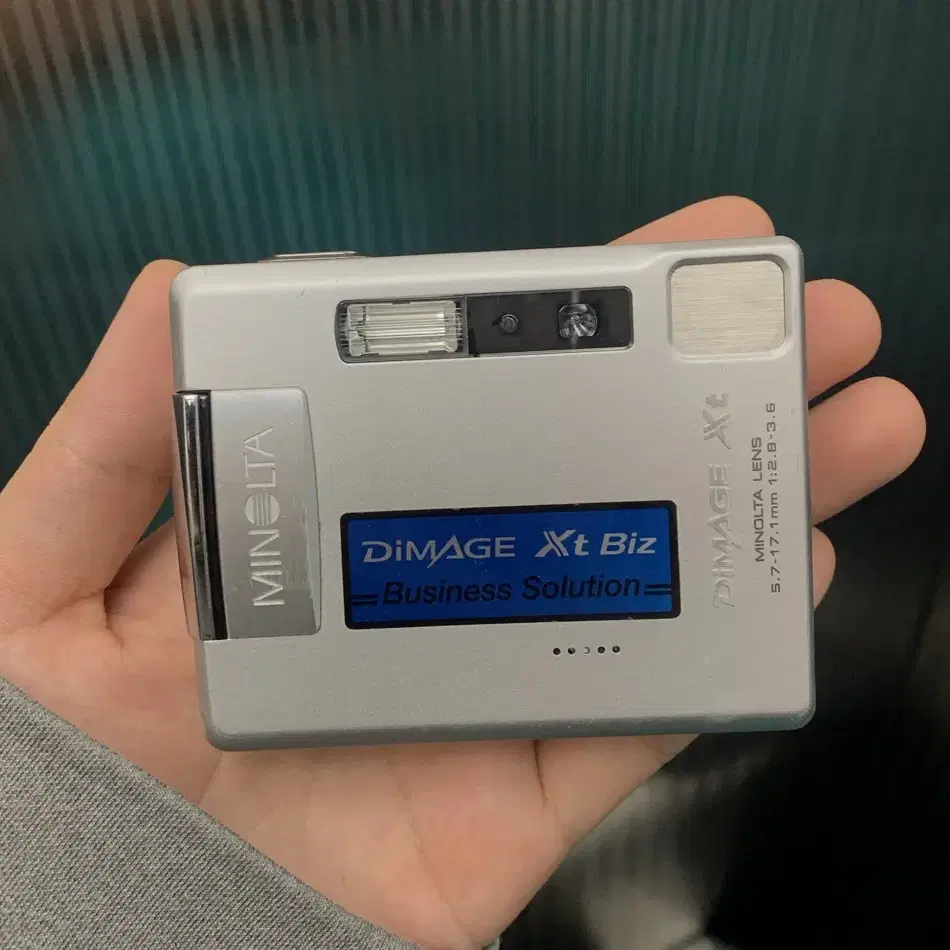 MINOLTA
DiMAGE Xt Biz
Business Solution
DiMAGE Xt
MINOLTA LENS
5.7-17.1mm 1:2.8-3.6